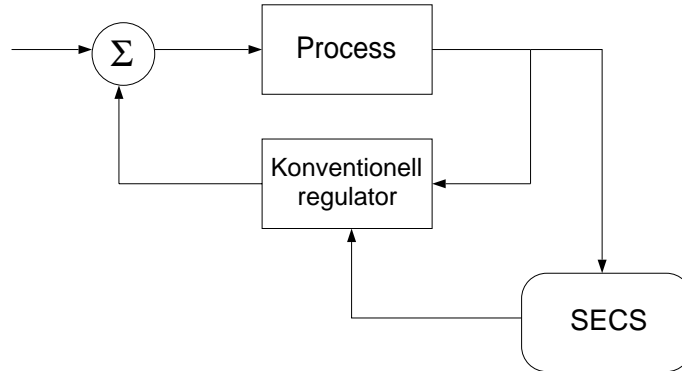 Σ
Process
Konventionell
regulator
SECS